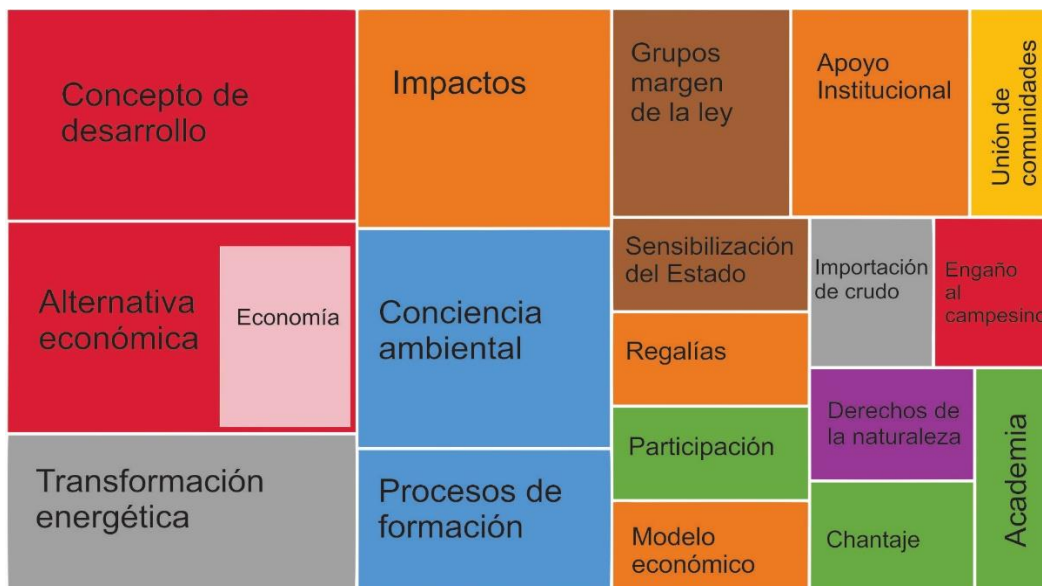 Concepto de
desarrollo
Alternativa
económica
Economía
Transformación
energética
Impactos
Conciencia
ambiental
Procesos de
formación
Grupos
margen
de la ley
Apoyo
Institucional
Unión de
comunidades
Sensibilización
del Estado
Regalías
Participación
Modelo
económico
Importación
de crudo
Engaño
al
campesino
Derechos de
la naturaleza
Chantaje
Academia